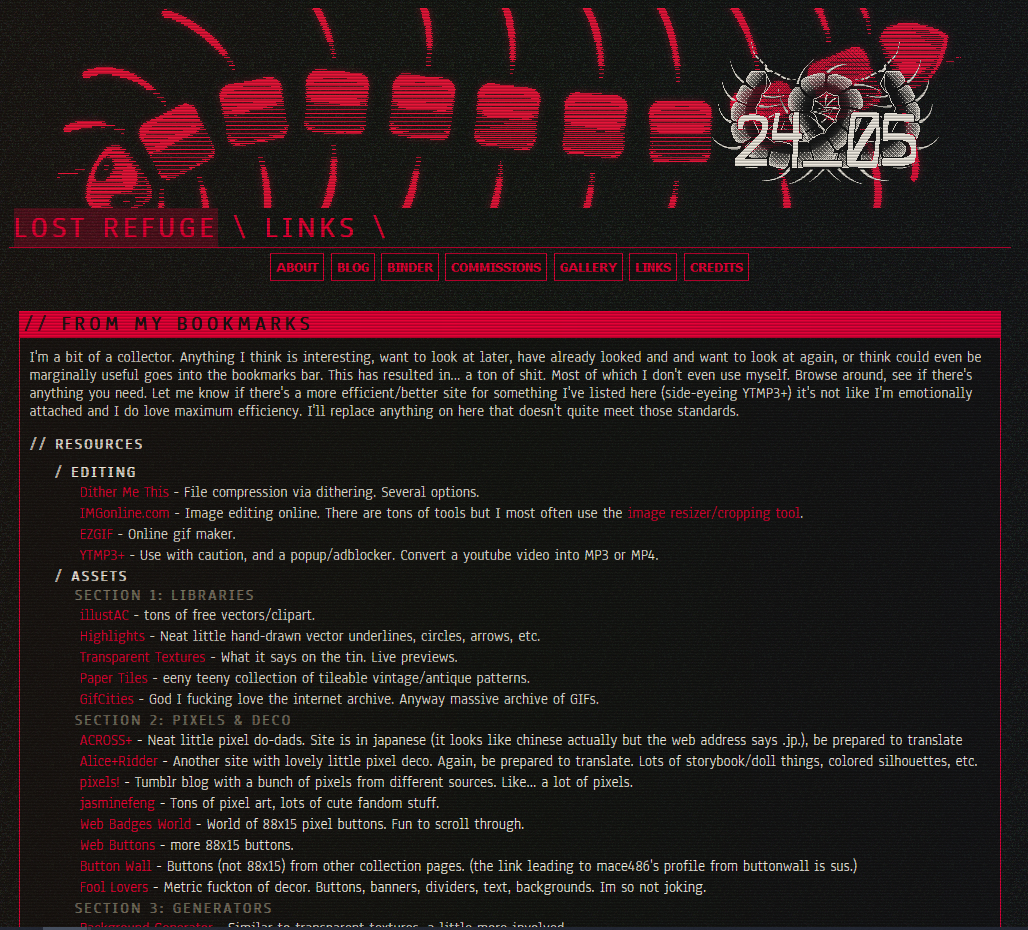 24_05
LOST REFUGE \ LINKS \
ABOUT BLOG BINDER COMMISSIONS GALLERY LINKS CREDITS
// FROM MY BOOKMARKS
I'm a bit of a collector. Anything I think is interesting, want to look at later, have already looked and and want to look at again, or think could even be
marginally useful goes into the bookmarks bar. This has resulted in... a ton of shit. Most of which I don't even use myself. Browse around, see if there's
anything you need. Let me know if there's a more efficient/better site for something I've listed here (side-eyeing YTMP3+) it's not like I'm emotionally
attached and I do love maximum efficiency. I'll replace anything on here that doesn't quite meet those standards.
// RESOURCES
/ EDITING
Dither Me This - File compression via dithering. Several options.
IMGonline.com - Image editing online. There are tons of tools but I most often use the image resizer/cropping tool.
EZGIF - Online gif maker.
YTMP3+ - Use with caution, and a popup/adblocker. Convert a youtube video into MP3 or MP4.
/ ASSETS
SECTION 1: LIBRARIES
illustAC - tons of free vectors/clipart.
Highlights - Neat little hand-drawn vector underlines, circles, arrows, etc.
Transparent Textures - What it says on the tin. Live previews.
Paper Tiles - eeny teeny collection of tileable vintage/antique patterns.
GifCities - God I fucking love the internet archive. Anyway massive archive of GIFs.
SECTION 2: PIXELS & DECO
ACROSS+ - Neat little pixel do-dads. Site is in japanese (it looks like chinese actually but the web address says .jp.), be prepared to translate
Alice+Ridder - Another site with lovely little pixel deco. Again, be prepared to translate. Lots of storybook/doll things, colored silhouettes, etc.
pixels! - Tumblr blog with a bunch of pixels from different sources. Like... a lot of pixels.
jasminefeng - Tons of pixel art, lots of cute fandom stuff.
Web Badges World - World of 88x15 pixel buttons. Fun to scroll through.
Web Buttons - more 88x15 buttons.
Button Wall - Buttons (not 88x15) from other collection pages. (the link leading to mace486's profile from buttonwall is sus.)
Fool Lovers - Metric fuckton of decor. Buttons, banners, dividers, text, backgrounds. Im so not joking.
SECTION 3: GENERATORS
Background Generator - Similar to transparent textures, a little more involved.